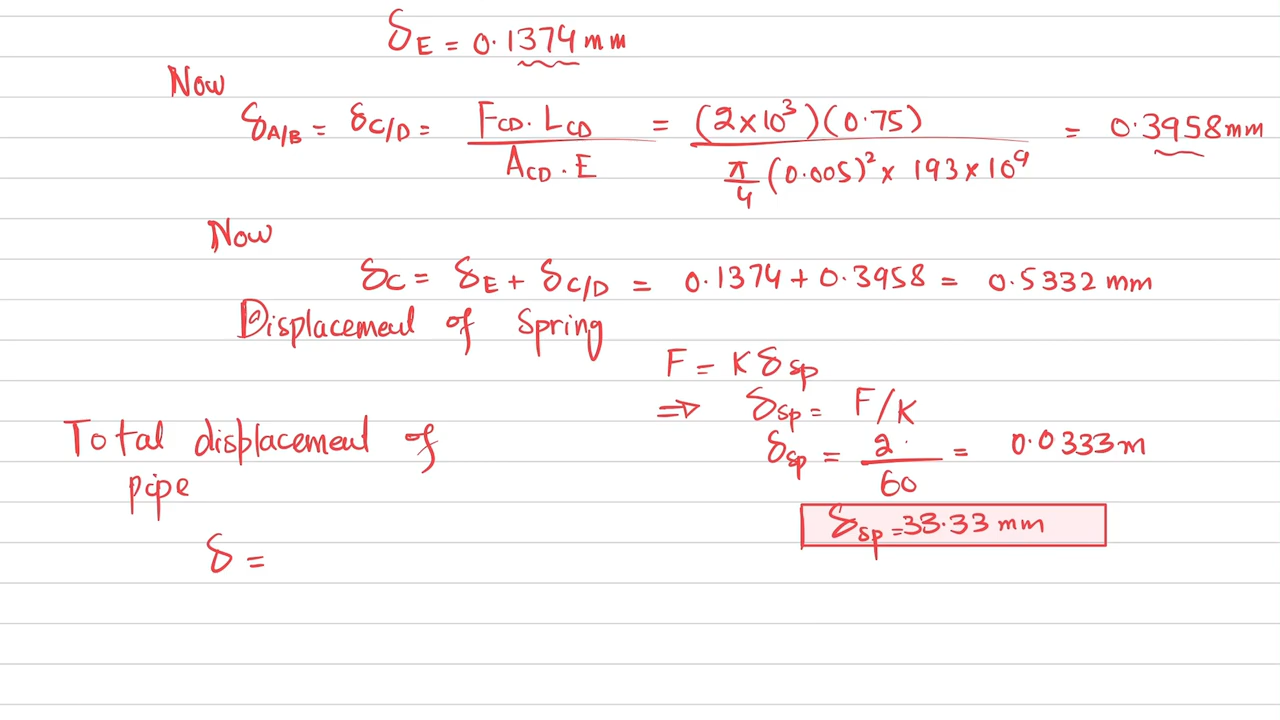 δE = 0.1374 mm
Now
δA/B = δC/D = FCD . LCD / ACD . E = (2×10³)(0.75) / π/4 (0.005)² × 193×10⁹ = 0.3958 mm
Now
δC = δE + δC/D = 0.1374 + 0.3958 = 0.5332 mm
Displacement of Spring
F = K δsp
⇒ δsp = F/K
δsp = 2 / 60 = 0.0333 m
δsp = 33.33 mm
Total displacement of
pipe
δ =